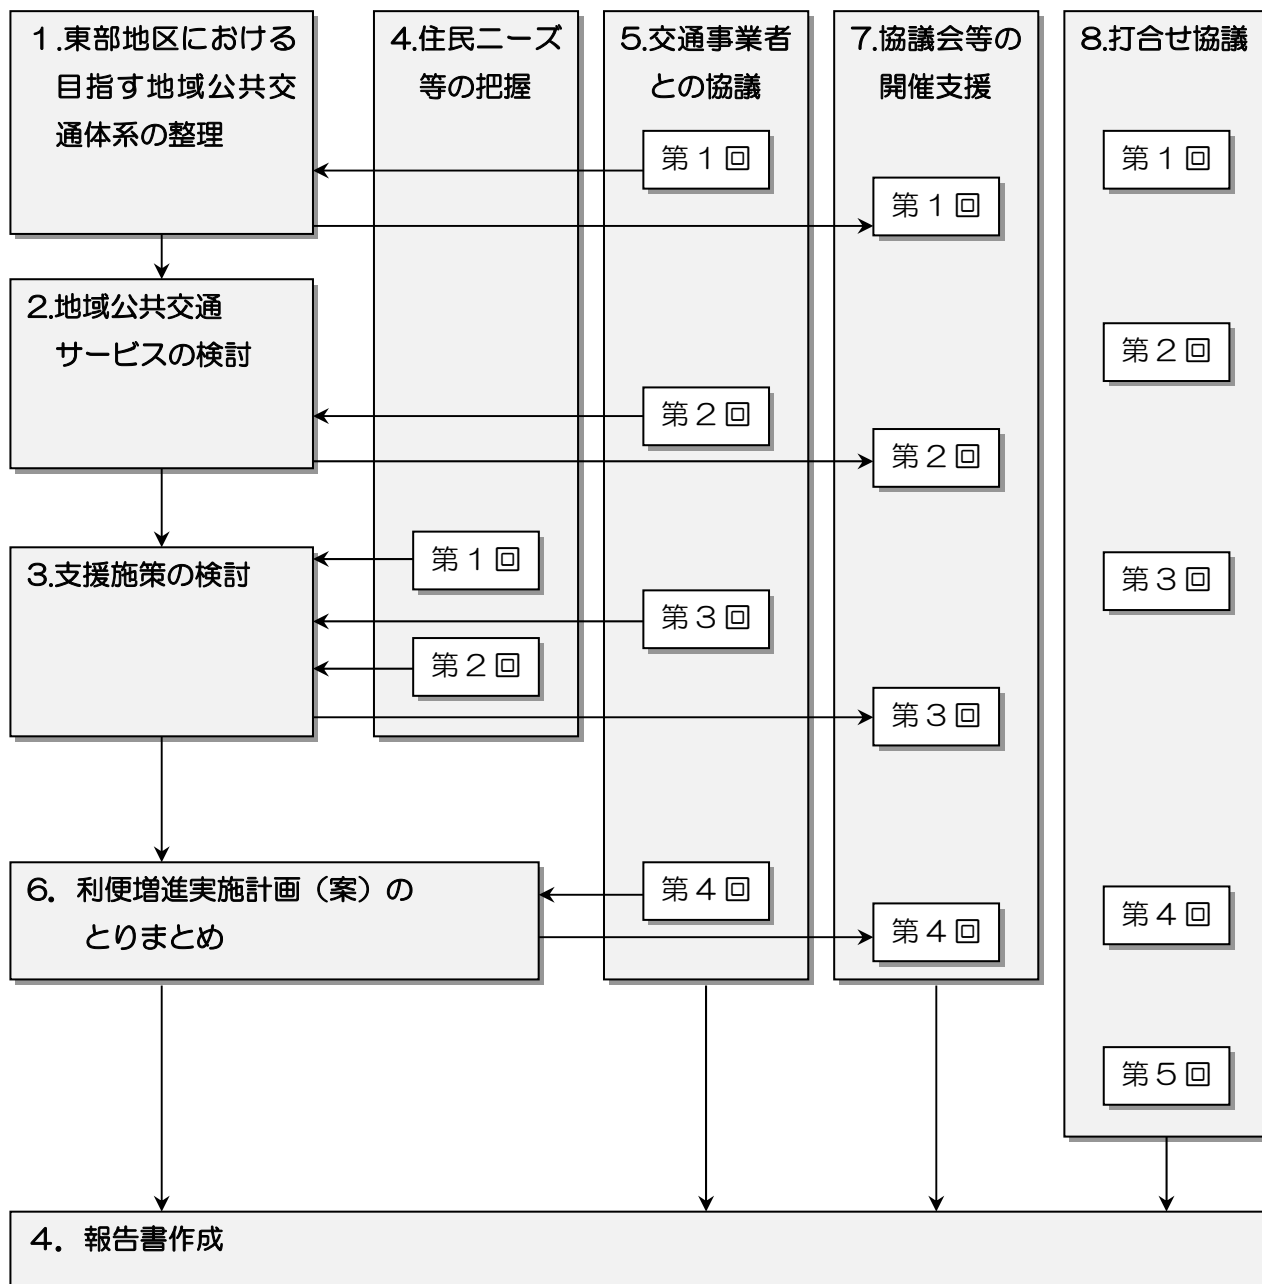 １.東部地区における
目指す地域公共交
通体系の整理
4.住民ニーズ
等の把握
5.交通事業者
との協議
7.協議会等の
開催支援
8.打合せ協議
第１回
第１回
第１回
2.地域公共交通
サービスの検討
第２回
第２回
第２回
3.支援施策の検討
第１回
第３回
第２回
第３回
第３回
6．利便増進実施計画（案）の
とりまとめ
第４回
第４回
第４回
第５回
4．報告書作成